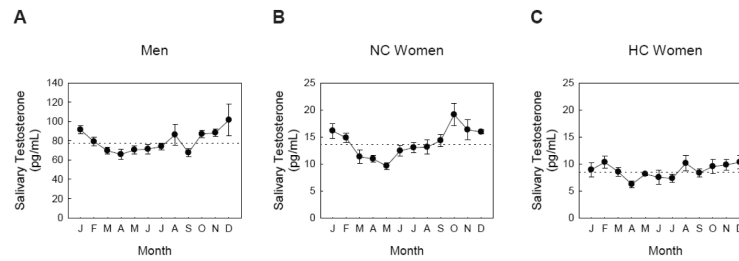 A
Men
Salivary Testosterone
(pg/mL)
140
120
100
80
60
40
20
0
J F M A M J J A S O N D
Month
B
NC Women
Salivary Testosterone
(pg/mL)
25
20
15
10
5
0
J F M A M J J A S O N D
Month
C
HC Women
Salivary Testosterone
(pg/mL)
25
20
15
10
5
0
J F M A M J J A S O N D
Month